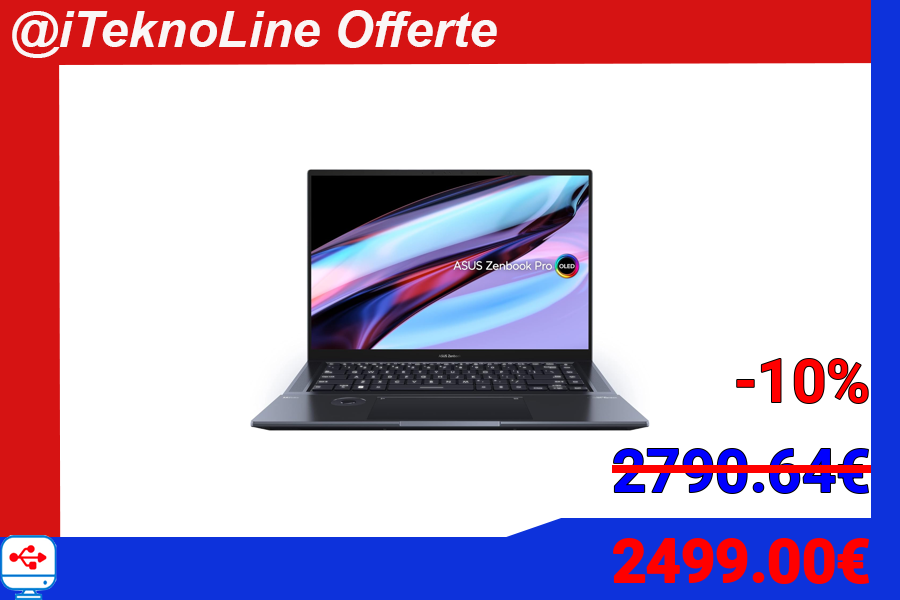 @iTeknoLine Offerte
ASUS Zenbook Pro OLED
-10%
2790.64€
2499.00€